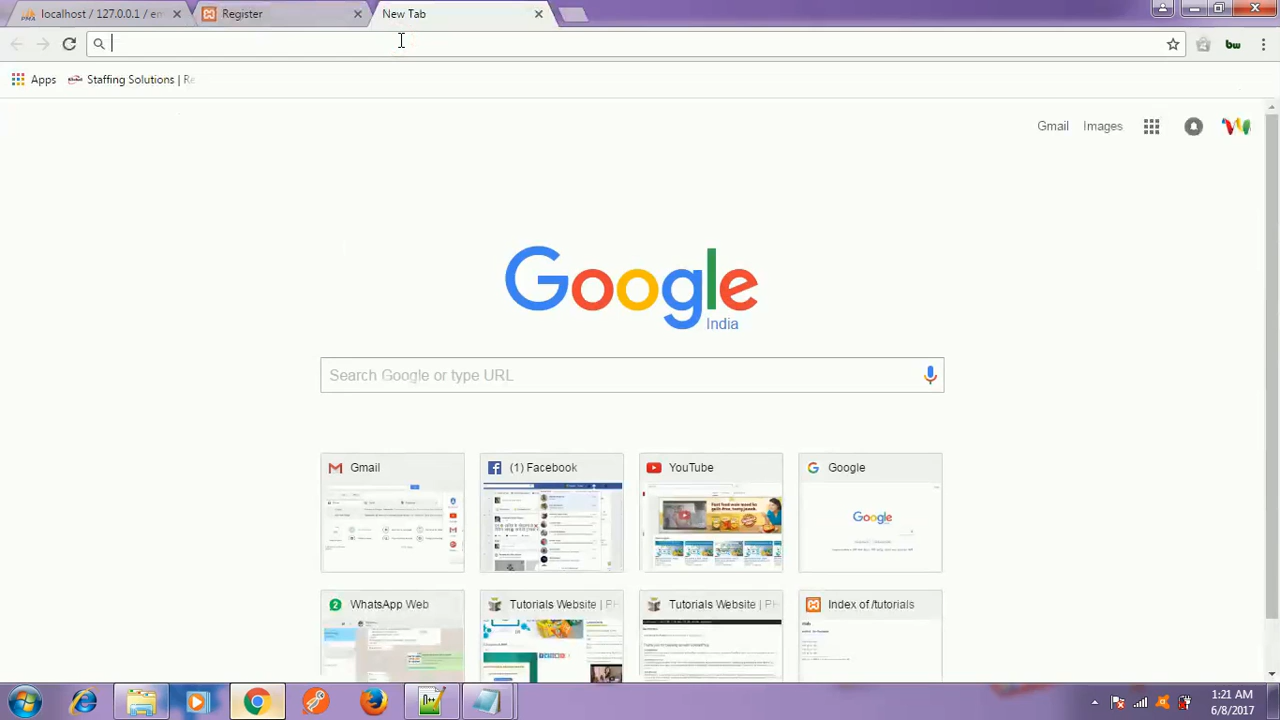 localhost / 127.0.0.1 / em
Register
New Tab
Apps
Staffing Solutions | Re
Gmail
Images
Google
India
Search Google or type URL
Gmail
(1) Facebook
YouTube
Google
WhatsApp Web
Tutorials Website | PH
Tutorials Website | PH
Index of /tutorials
1:21 AM
6/8/2017